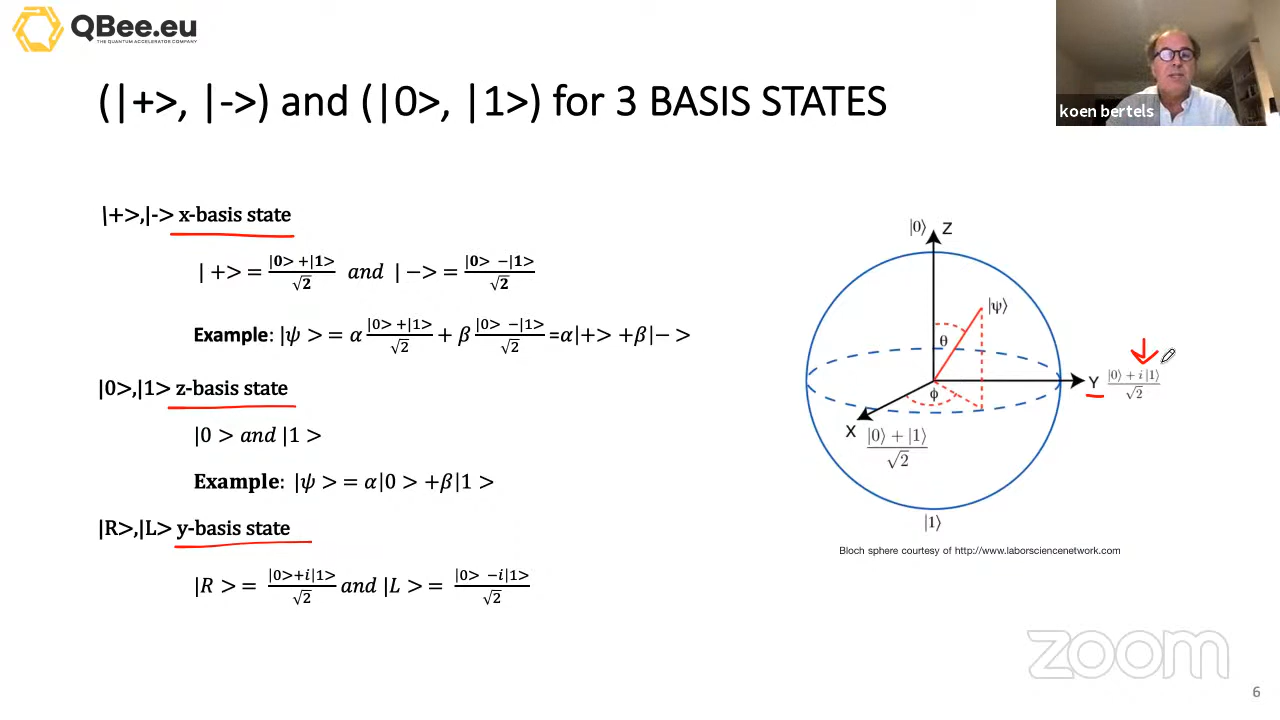 QBee.eu
THE QUANTUM ACCELERATOR COMPANY
koen bertels
(|+>, |->) and (|0>, |1>) for 3 BASIS STATES
|+>,|-> x-basis state
| +> = |0> +|1> / √2 and | −> = |0> −|1> / √2
Example: |ψ > = α |0> +|1> / √2 + β |0> −|1> / √2 =α|+> +β|− >
|0>,|1> z-basis state
|0 > and |1 >
Example: |ψ > = α|0 > +β|1 >
|R>,|L> y-basis state
|R > = |0>+i|1> / √2 and |L > = |0> −i|1> / √2
|0⟩ Z
|ψ⟩
θ
Y |0⟩ + i |1⟩ / √2
ϕ
X |0⟩ + |1⟩ / √2
|1⟩
Bloch sphere courtesy of http://www.laborsciencenetwork.com
zoom
6